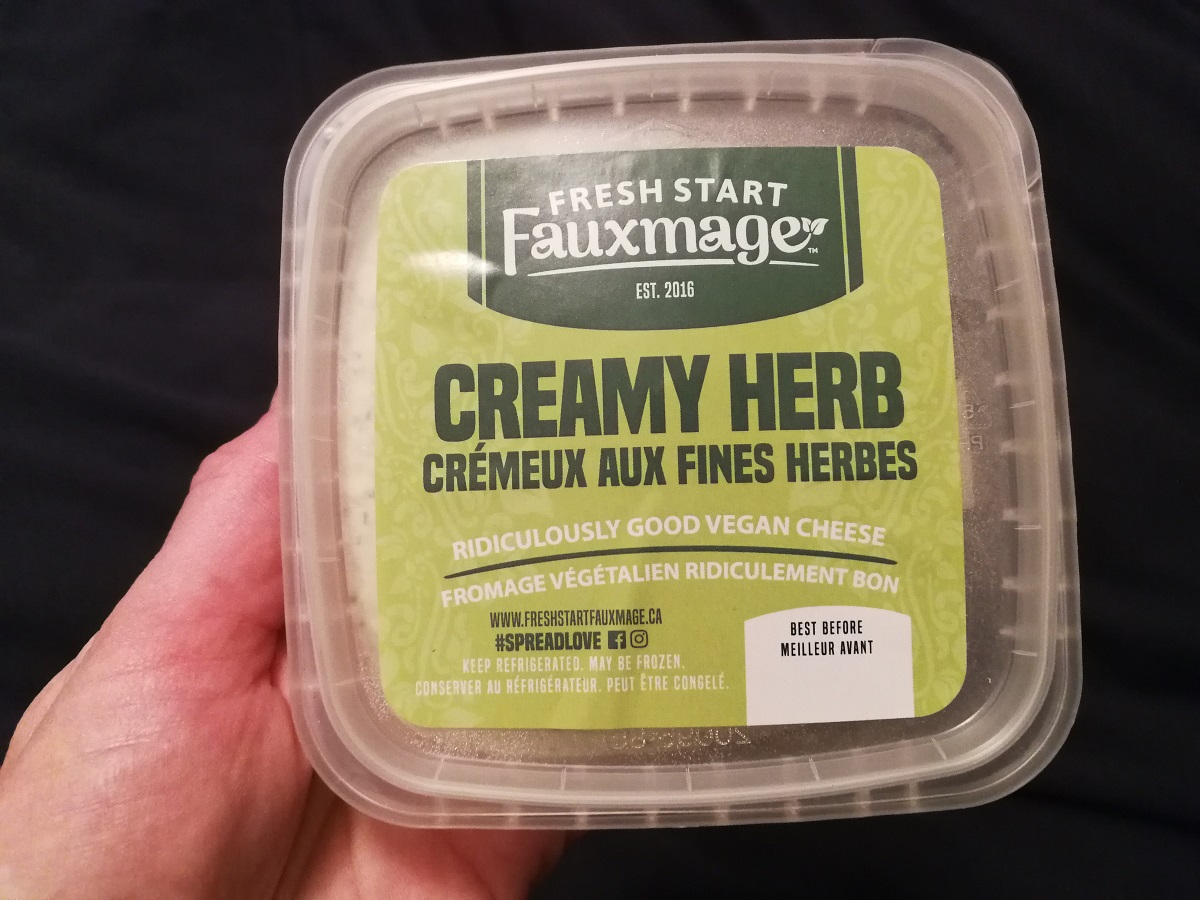 FRESH START
Fauxmage™
EST. 2016
CREAMY HERB
CRÉMEUX AUX FINES HERBES
RIDICULOUSLY GOOD VEGAN CHEESE
FROMAGE VÉGÉTALIEN RIDICULEMENT BON
WWW.FRESHSTARTFAUXMAGE.CA
#SPREADLOVE
KEEP REFRIGERATED. MAY BE FROZEN.
CONSERVER AU RÉFRIGÉRATEUR. PEUT ÊTRE CONGELÉ.
BEST BEFORE
MEILLEUR AVANT